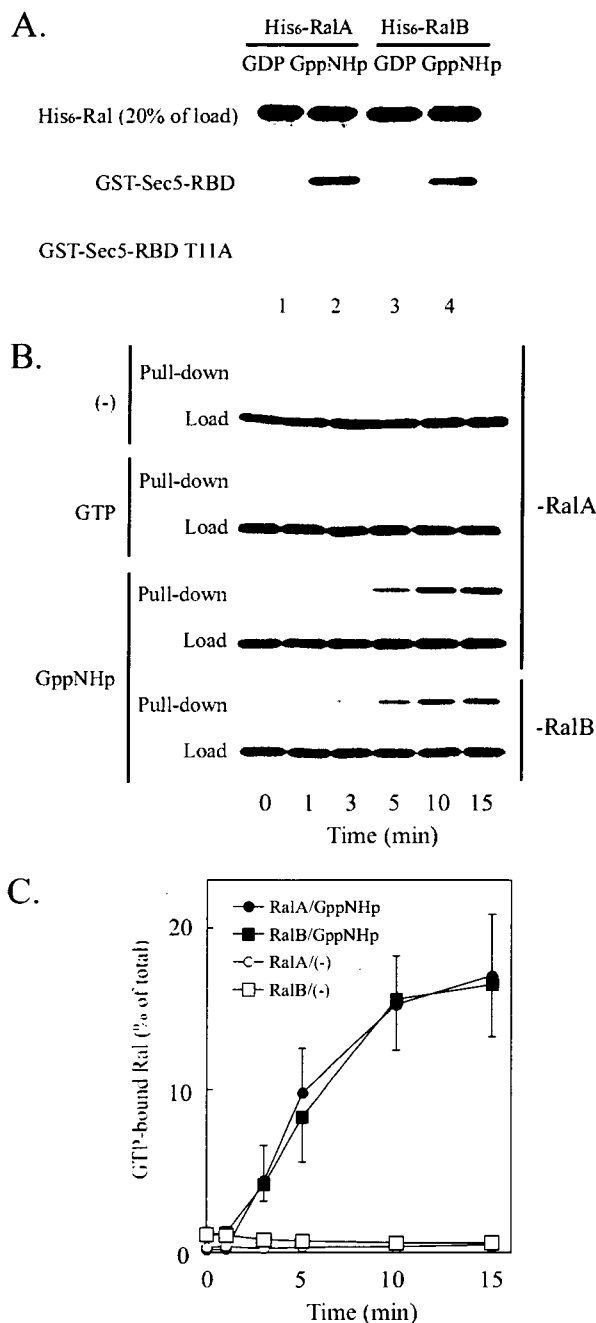 A.
His6-RalA His6-RalB
GDP GppNHp GDP GppNHp
His6-Ral (20% of load)
GST-Sec5-RBD
GST-Sec5-RBD T11A
1 2 3 4
B.
(-)
Pull-down
Load
GTP
Pull-down
Load
-RalA
GppNHp
Pull-down
Load
Pull-down
Load
-RalB
0 1 3 5 10 15
Time (min)
C.
GTP-bound Ral (% of total)
20
10
0
RalA/GppNHp
RalB/GppNHp
RalA/(-)
RalB/(-)
0 5 10 15
Time (min)